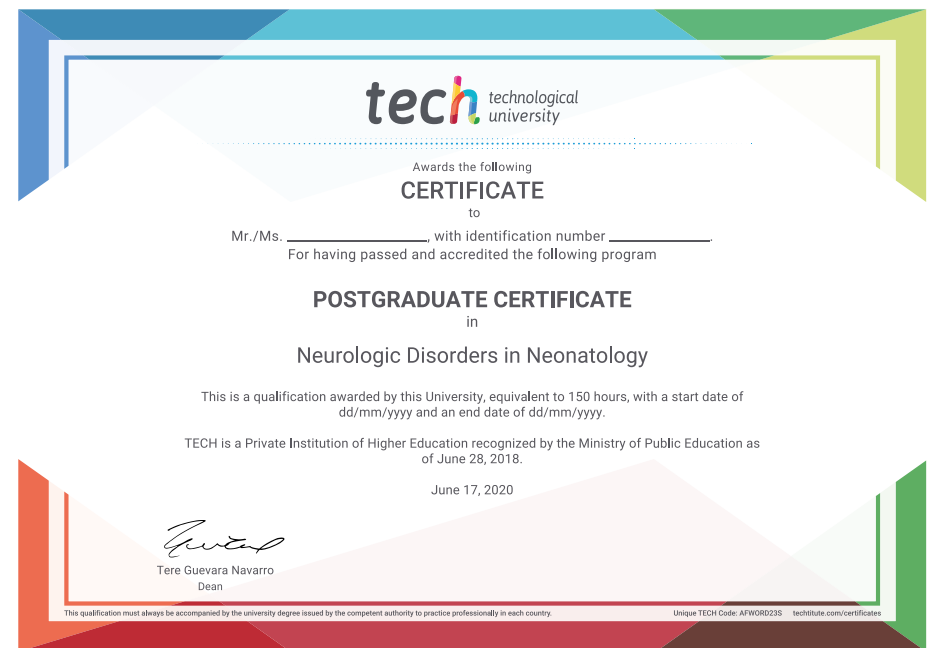 tech technological
university
Awards the following
CERTIFICATE
to
Mr./Ms. ____________________, with identification number ______________.
For having passed and accredited the following program
POSTGRADUATE CERTIFICATE
in
Neurologic Disorders in Neonatology
This is a qualification awarded by this University, equivalent to 150 hours, with a start date of
dd/mm/yyyy and an end date of dd/mm/yyyy.
TECH is a Private Institution of Higher Education recognized by the Ministry of Public Education as
of June 28, 2018.
June 17, 2020
Tere Guevara Navarro
Dean
This qualification must always be accompanied by the university degree issued by the competent authority to practice professionally in each country. Unique TECH Code: AFWORD23S techtitute.com/certificates